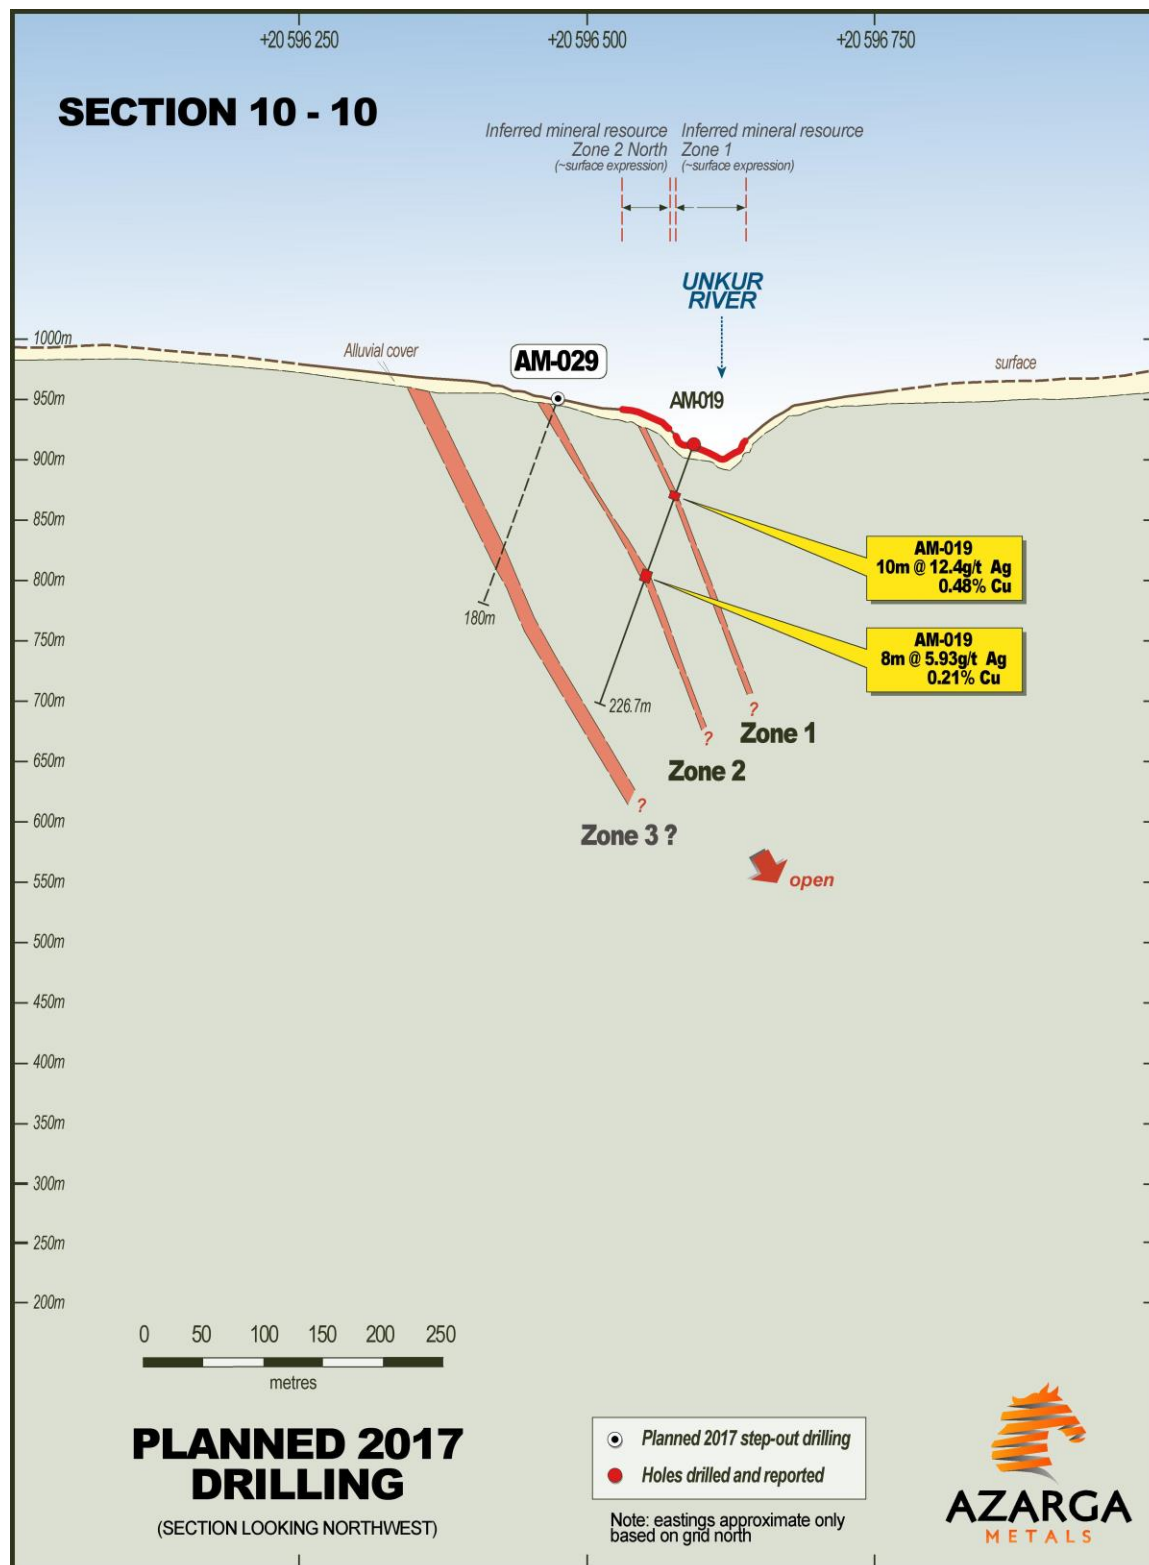 +20 596 250
+20 596 500
+20 596 750
SECTION 10 - 10
Inferred mineral resource
Zone 2 North
(~surface expression)
Inferred mineral resource
Zone 1
(~surface expression)
UNKUR
RIVER
1000m
Alluvial cover
AM-029
surface
950m
AM-019
900m
850m
AM-019
10m @ 12.4g/t Ag
0.48% Cu
800m
180m
750m
AM-019
8m @ 5.93g/t Ag
0.21% Cu
700m
226.7m
?
Zone 1
?
650m
Zone 2
600m
?
Zone 3 ?
550m
open
500m
450m
400m
350m
300m
250m
200m
0 50 100 150 200 250
metres
PLANNED 2017
DRILLING
(SECTION LOOKING NORTHWEST)
Planned 2017 step-out drilling
Holes drilled and reported
Note: eastings approximate only
based on grid north
AZARGA
METALS